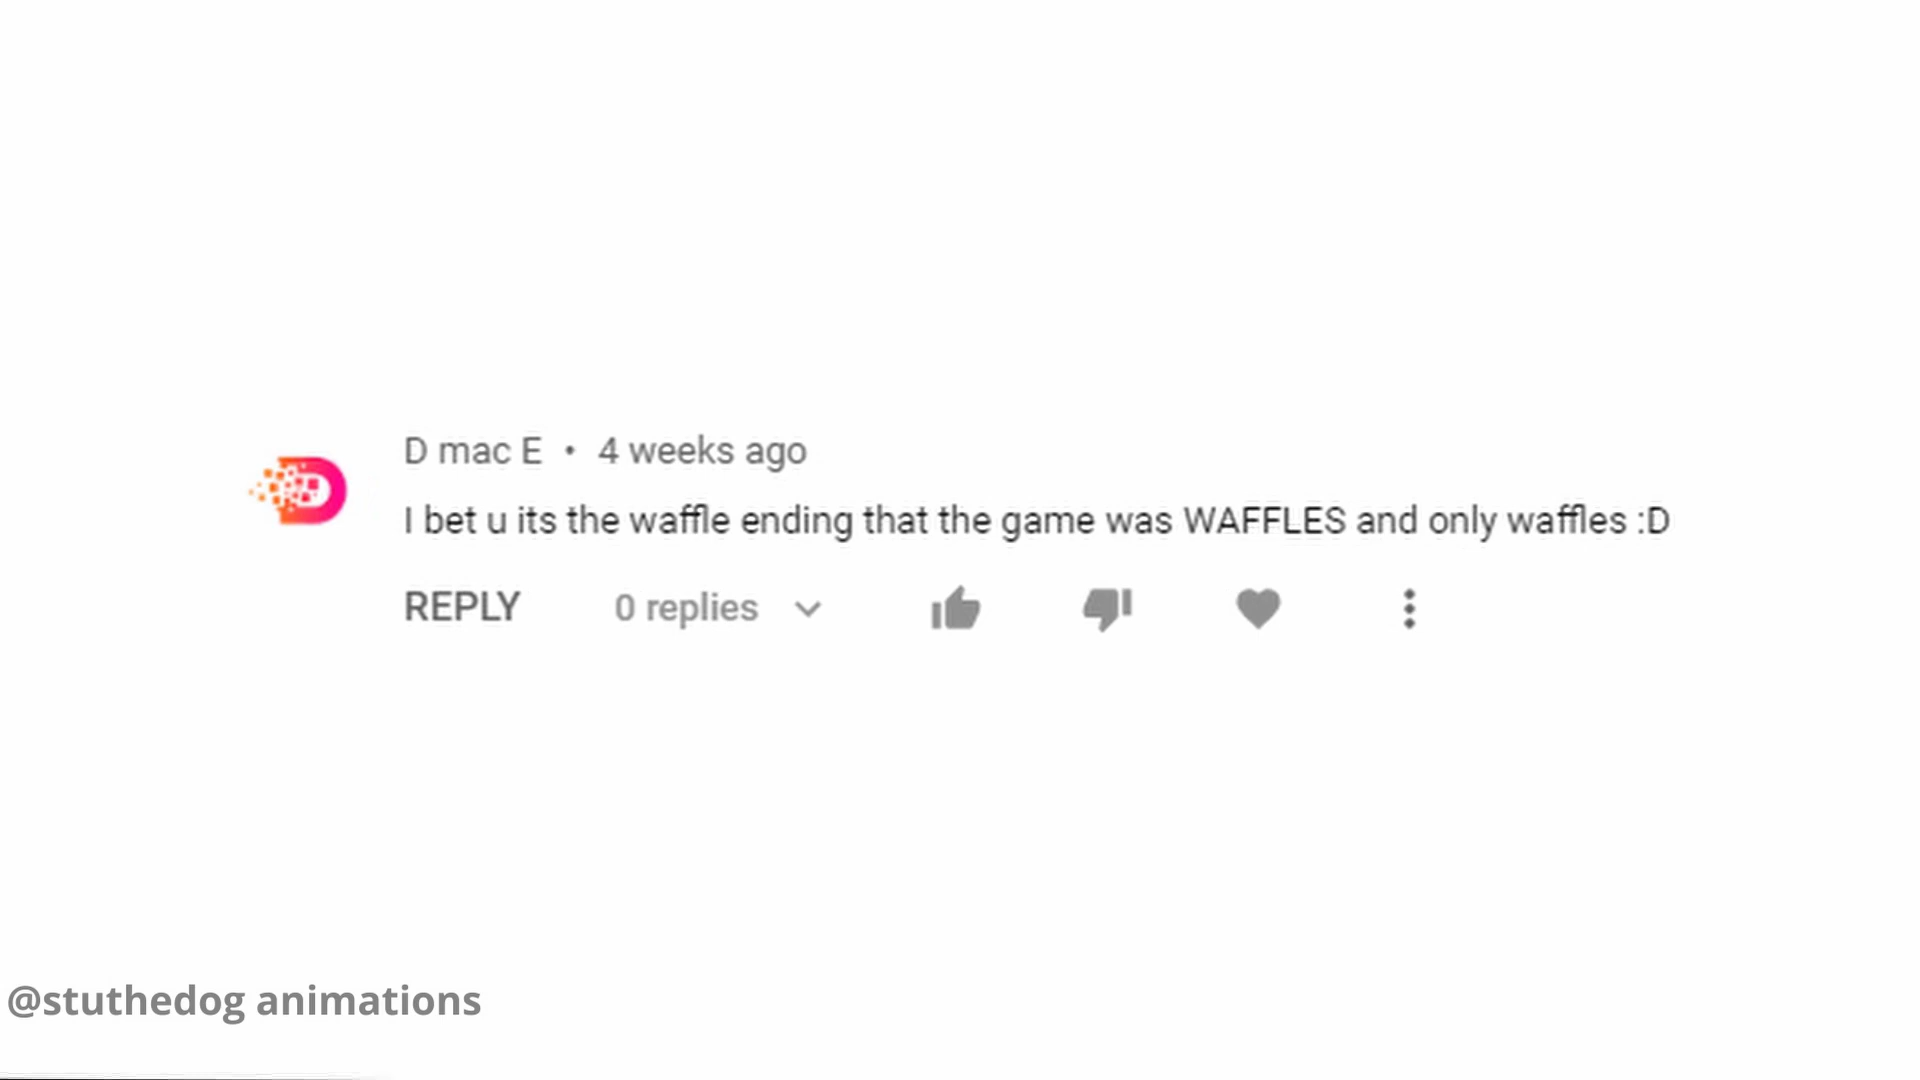 D mac E • 4 weeks ago
I bet u its the waffle ending that the game was WAFFLES and only waffles :D
REPLY 0 replies
@stuthedog animations